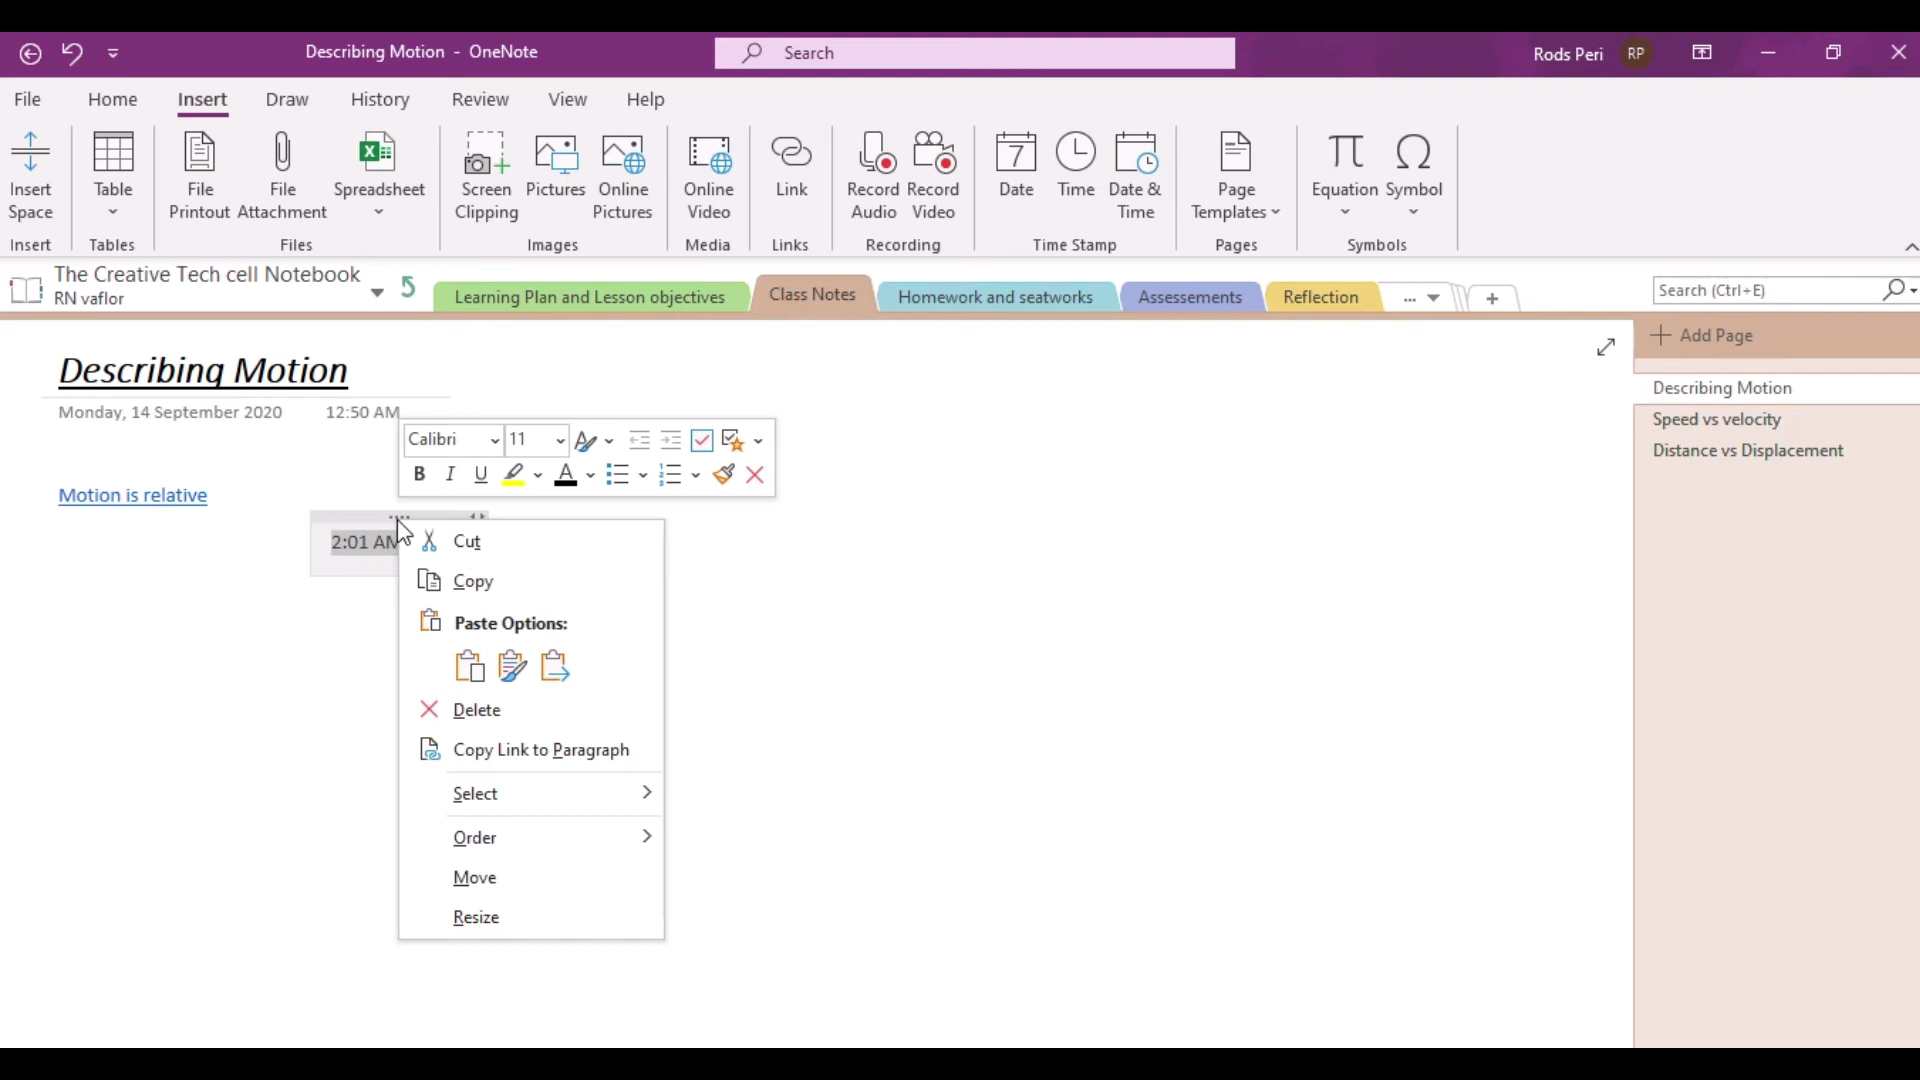 Describing Motion - OneNote
Search
Rods Peri
RP
File
Home
Insert
Draw
History
Review
View
Help
Insert
Space
Table
File
Printout
File
Attachment
Spreadsheet
Screen
Clipping
Pictures
Online
Pictures
Online
Video
Link
Record
Audio
Record
Video
7
Date
Time
Date &
Time
Page
Templates
π
Equation
Ω
Symbol
Insert
Tables
Files
Images
Media
Links
Recording
Time Stamp
Pages
Symbols
The Creative Tech cell Notebook
RN vaflor
Learning Plan and Lesson objectives
Class Notes
Homework and seatworks
Assessements
Reflection
...
Search (Ctrl+E)
Describing Motion
Monday, 14 September 2020 12:50 AM
Add Page
Describing Motion
Speed vs velocity
Distance vs Displacement
Calibri
11
B I U A
Motion is relative
2:01 AM
Cut
Copy
Paste Options:
Delete
Copy Link to Paragraph
Select
Order
Move
Resize